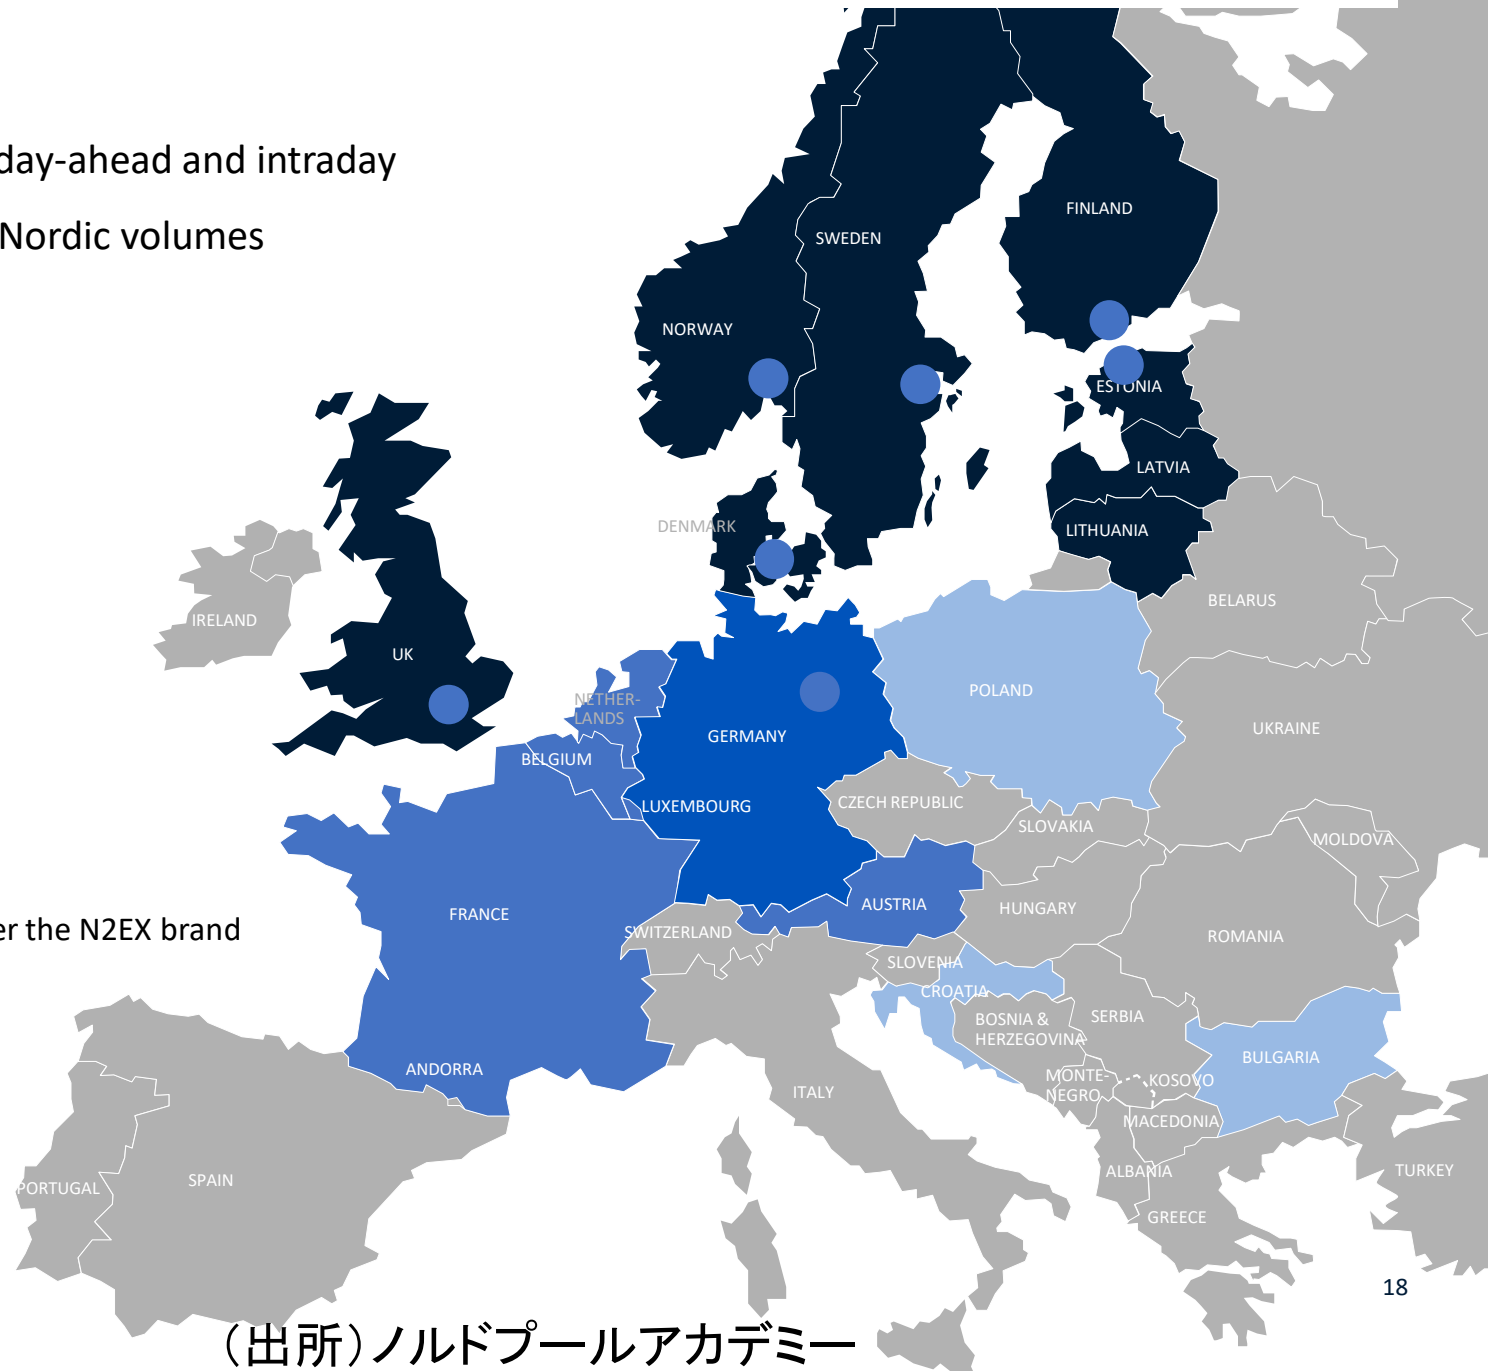 day-ahead and intraday
Nordic volumes
FINLAND
SWEDEN
NORWAY
ESTONIA
LATVIA
DENMARK
LITHUANIA
BELARUS
IRELAND
UK
POLAND
NETHER-
LANDS
UKRAINE
GERMANY
BELGIUM
CZECH REPUBLIC
LUXEMBOURG
SLOVAKIA
MOLDOVA
AUSTRIA
HUNGARY
FRANCE
er the N2EX brand
SWITZERLAND
ROMANIA
SLOVENIA
CROATIA
BOSNIA &
HERZEGOVINA
SERBIA
BULGARIA
ANDORRA
MONTE-
NEGRO
KOSOVO
ITALY
MACEDONIA
ALBANIA
TURKEY
SPAIN
PORTUGAL
GREECE
18
（出所）ノルドプールアカデミー